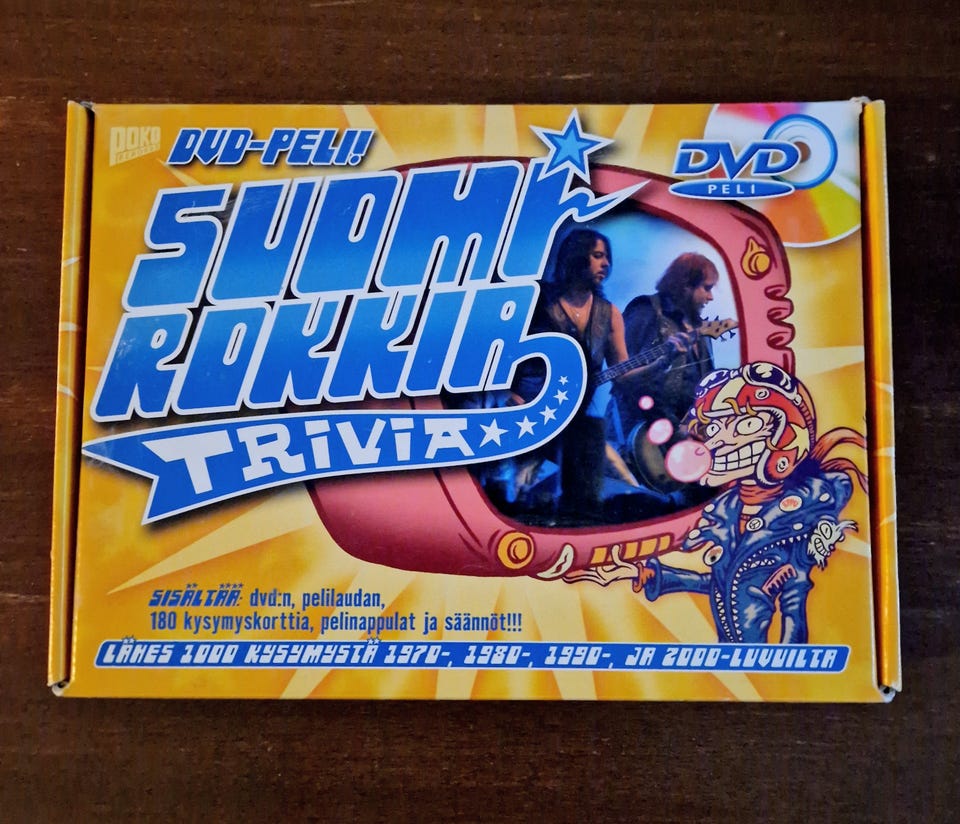 POKO
RECORDS
DVD-PELI!
DVD
PELI
SUOMI
ROKKIA
TRIVIA
SISÄLTÄÄ: dvd:n, pelilaudan,
180 kysymyskorttia, pelinappulat ja säännöt!!!
LÄHES 1000 KYSYMYSTÄ 1970-, 1980-, 1990-, JA 2000-LUVUILTA